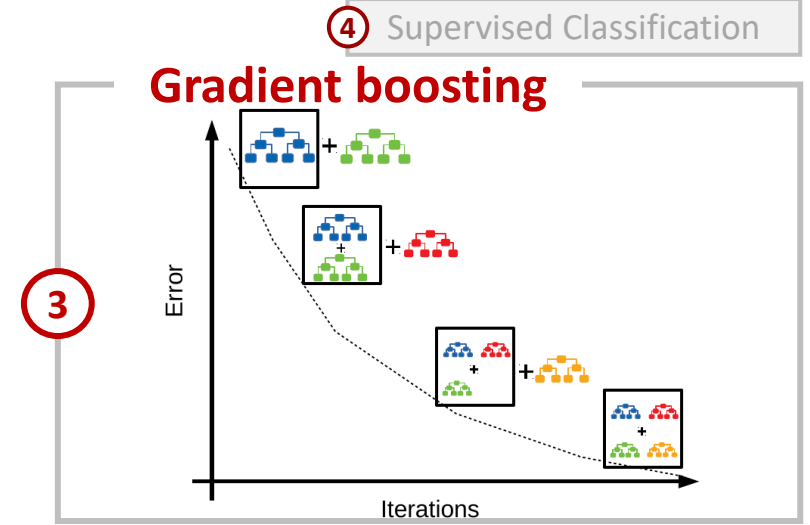 4 Supervised Classification
Gradient boosting
+
+
+
+
+
+
+
3
Error
Iterations